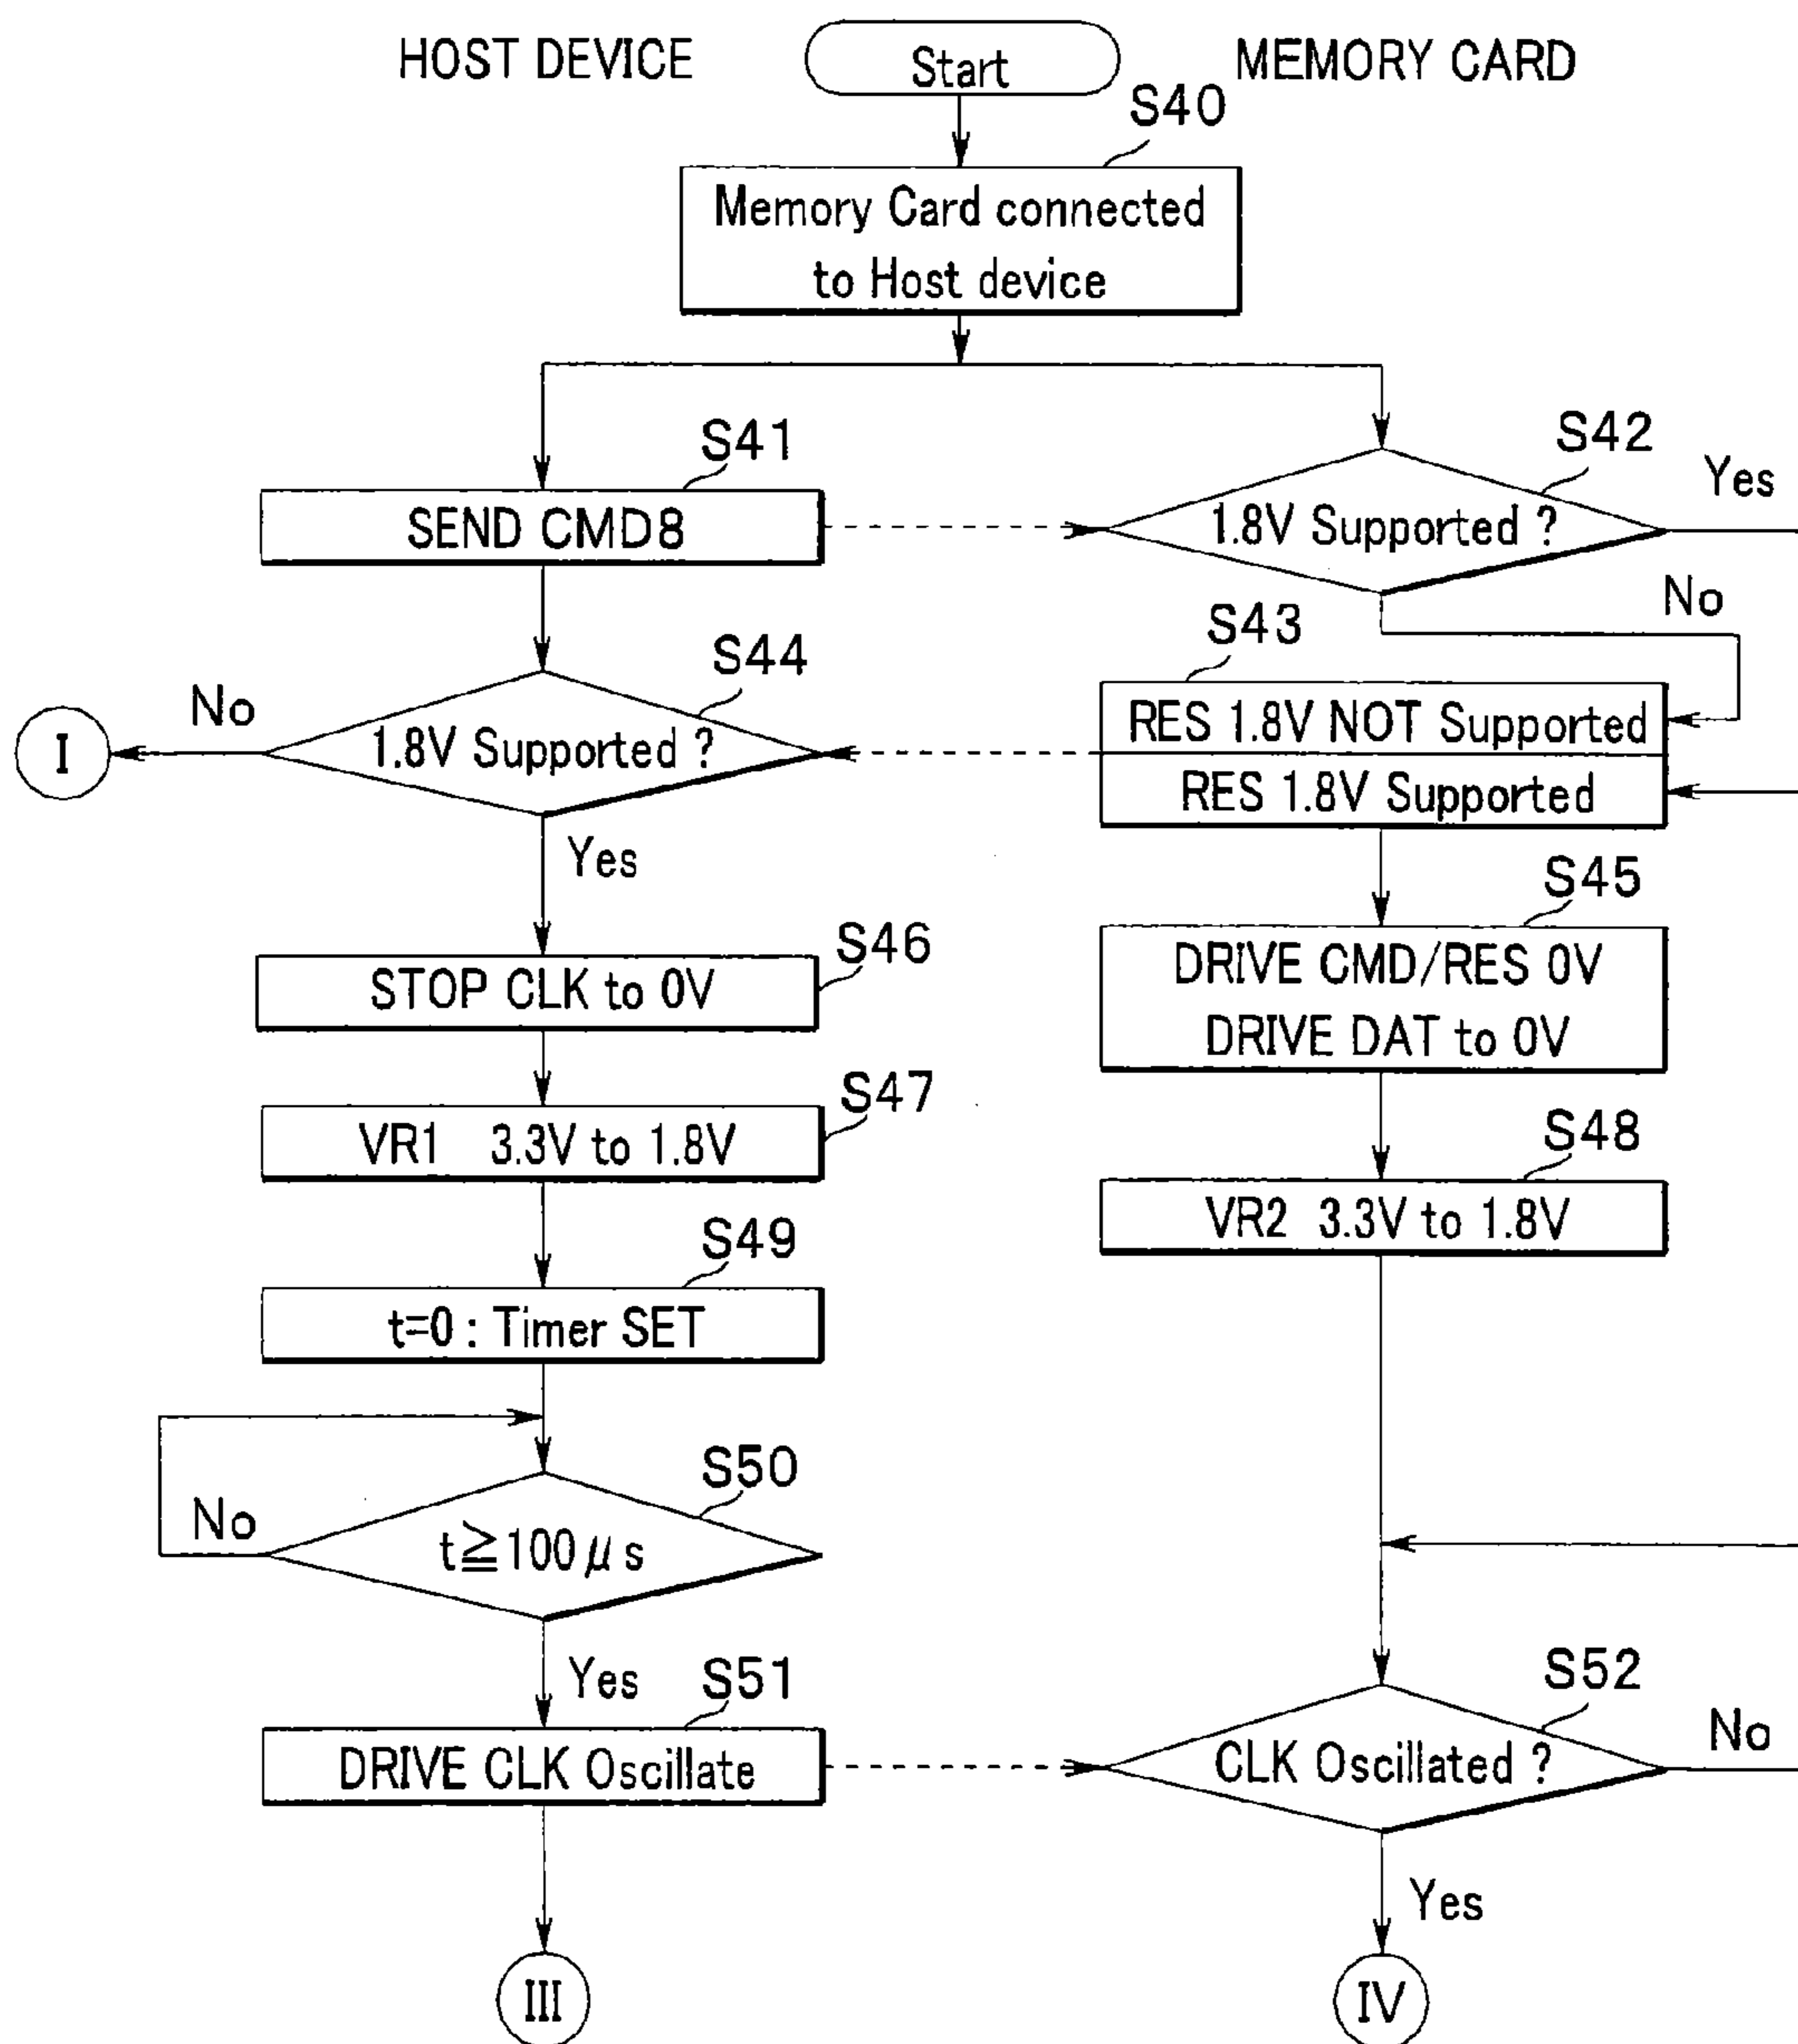 HOST DEVICE
Start
MEMORY CARD
S40
Memory Card connected
to Host device
S41
SEND CMD8
S42
1.8V Supported ?
Yes
No
S43
RES 1.8V NOT Supported
RES 1.8V Supported
S44
1.8V Supported ?
No
I
Yes
S45
DRIVE CMD/RES 0V
DRIVE DAT to 0V
S46
STOP CLK to 0V
S47
VR1 3.3V to 1.8V
S48
VR2 3.3V to 1.8V
S49
t=0 : Timer SET
S50
t≧100μs
No
Yes
S51
DRIVE CLK Oscillate
S52
CLK Oscillated ?
No
Yes
III
IV